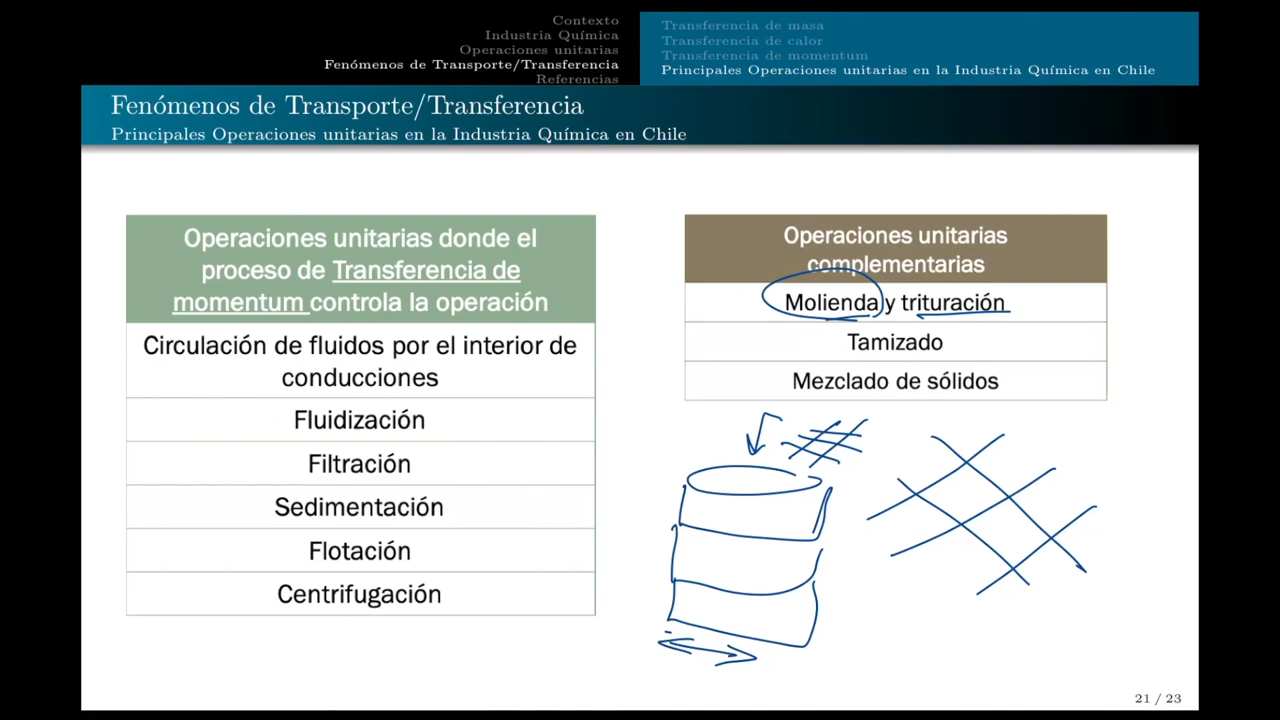 Contexto
Industria Química
Operaciones unitarias
Fenómenos de Transporte/Transferencia
Referencias
Transferencia de masa
Transferencia de calor
Transferencia de momentum
Principales Operaciones unitarias en la Industria Química en Chile
Fenómenos de Transporte/Transferencia
Principales Operaciones unitarias en la Industria Química en Chile
Operaciones unitarias donde el
proceso de Transferencia de
momentum controla la operación
Circulación de fluidos por el interior de
conducciones
Fluidización
Filtración
Sedimentación
Flotación
Centrifugación
Operaciones unitarias
complementarias
Molienda y trituración
Tamizado
Mezclado de sólidos
21 / 23